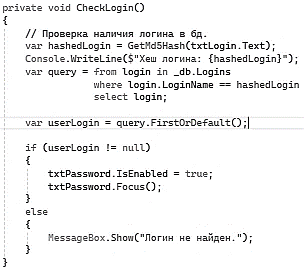 private void CheckLogin()
{
// Проверка наличия логина в бд.
var hashedLogin = GetMd5Hash(txtLogin.Text);
Console.WriteLine($"Хеш логина: {hashedLogin}");
var query = from login in _db.Logins
where login.LoginName == hashedLogin
select login;
var userLogin = query.FirstOrDefault();
if (userLogin != null)
{
txtPassword.IsEnabled = true;
txtPassword.Focus();
}
else
{
MessageBox.Show("Логин не найден.");
}
}